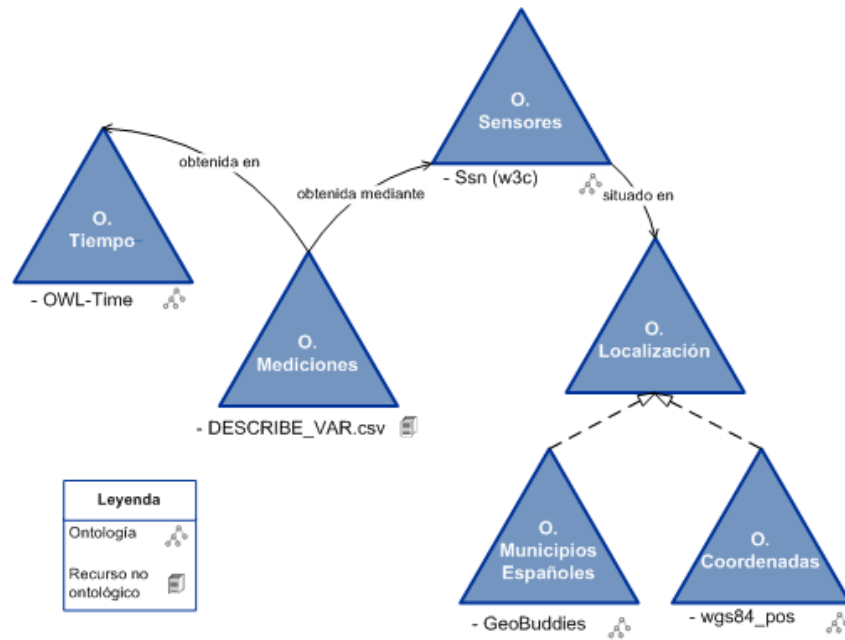 O.
Sensores
- Ssn (w3c)
obtenida en
obtenida mediante
situado en
O.
Tiempo
- OWL-Time
O.
Mediciones
- DESCRIBE_VAR.csv
O.
Localización
O.
Municipios
Españoles
- GeoBuddies
O.
Coordenadas
- wgs84_pos
Leyenda
Ontología
Recurso no
ontológico